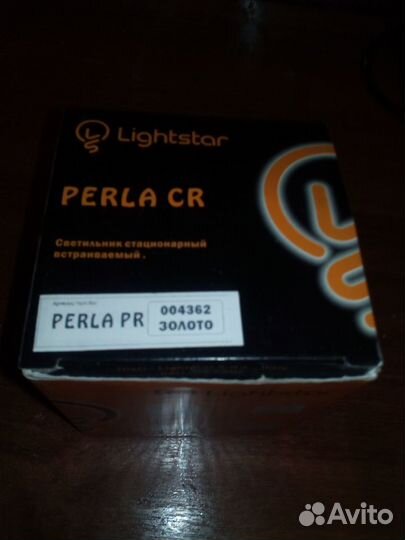 Lightstar
PERLA CR
Светильник стационарный
встраиваемый.
PERLA PR
004362
ЗОЛОТО
Avito